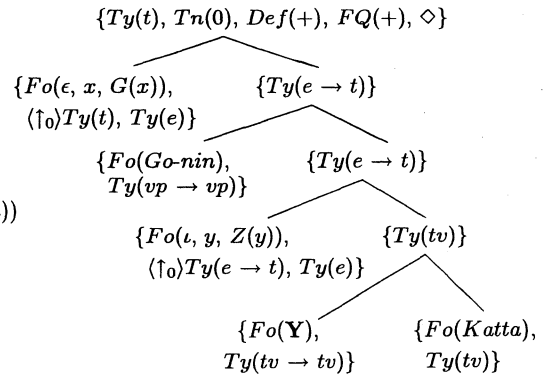 {Ty(t), Tn(0), Def(+), FQ(+), ◇}
{Fo(ϵ, x, G(x)), {Ty(e → t)}
⟨↑₀⟩Ty(t), Ty(e)}
{Fo(Go-nin), {Ty(e → t)}
Ty(vp → vp)}
))
{Fo(ι, y, Z(y)), {Ty(tv)}
⟨↑₀⟩Ty(e → t), Ty(e)}
{Fo(Y), {Fo(Katta),
Ty(tv → tv)} Ty(tv)}